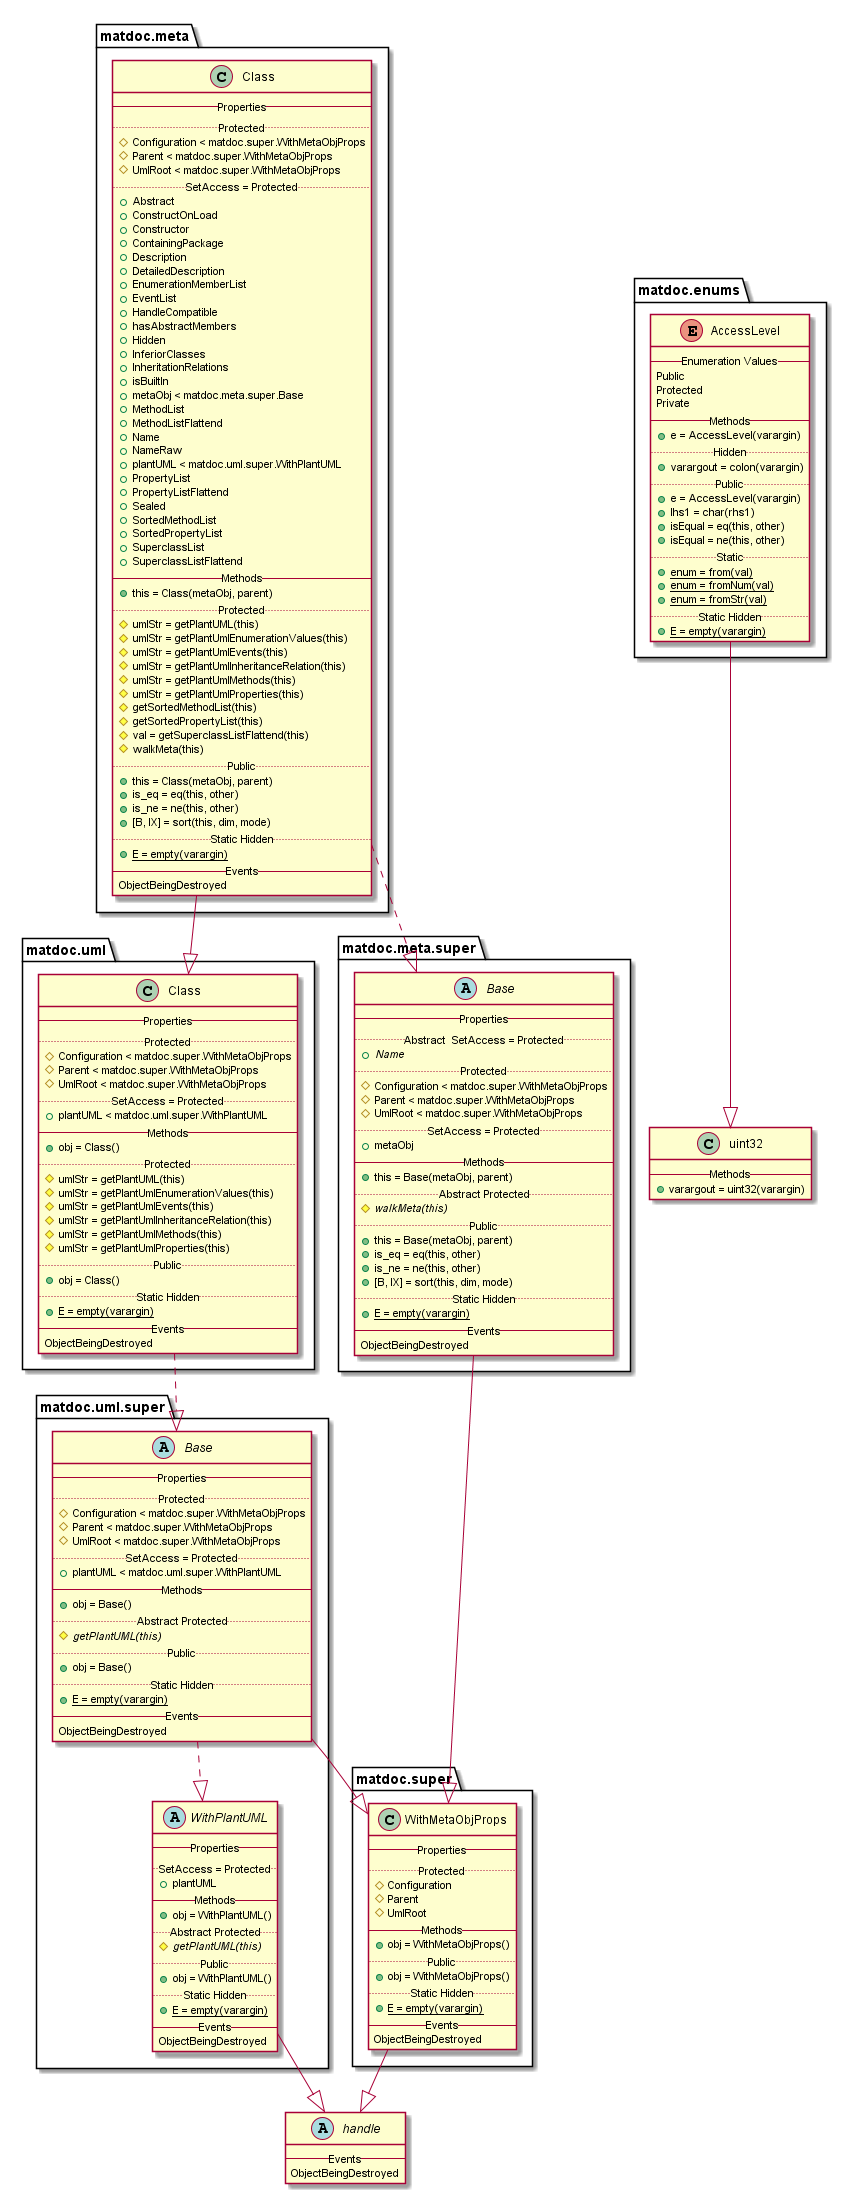 matdoc.meta
C Class
Properties
Protected
Configuration < matdoc.super.WithMetaObjProps
Parent < matdoc.super.WithMetaObjProps
UmlRoot < matdoc.super.WithMetaObjProps
SetAccess = Protected
Abstract
ConstructOnLoad
Constructor
ContainingPackage
Description
DetailedDescription
EnumerationMemberList
EventList
HandleCompatible
hasAbstractMembers
Hidden
InferiorClasses
InheritationRelations
isBuiltIn
metaObj < matdoc.meta.super.Base
MethodList
MethodListFlattend
Name
NameRaw
plantUML < matdoc.uml.super.WithPlantUML
PropertyList
PropertyListFlattend
Sealed
SortedMethodList
SortedPropertyList
SuperclassList
SuperclassListFlattend
Methods
this = Class(metaObj, parent)
Protected
umlStr = getPlantUML(this)
umlStr = getPlantUmlEnumerationValues(this)
umlStr = getPlantUmlEvents(this)
umlStr = getPlantUmlInheritanceRelation(this)
umlStr = getPlantUmlMethods(this)
umlStr = getPlantUmlProperties(this)
getSortedMethodList(this)
getSortedPropertyList(this)
val = getSuperclassListFlattend(this)
walkMeta(this)
Public
this = Class(metaObj, parent)
is_eq = eq(this, other)
is_ne = ne(this, other)
[B, IX] = sort(this, dim, mode)
Static Hidden
E = empty(varargin)
Events
ObjectBeingDestroyed
matdoc.enums
E AccessLevel
Enumeration Values
Public
Protected
Private
Methods
e = AccessLevel(varargin)
Hidden
varargout = colon(varargin)
Public
e = AccessLevel(varargin)
lhs1 = char(rhs1)
isEqual = eq(this, other)
isEqual = ne(this, other)
Static
enum = from(val)
enum = fromNum(val)
enum = fromStr(val)
Static Hidden
E = empty(varargin)
matdoc.uml
C Class
Properties
Protected
Configuration < matdoc.super.WithMetaObjProps
Parent < matdoc.super.WithMetaObjProps
UmlRoot < matdoc.super.WithMetaObjProps
SetAccess = Protected
plantUML < matdoc.uml.super.WithPlantUML
Methods
obj = Class()
Protected
umlStr = getPlantUML(this)
umlStr = getPlantUmlEnumerationValues(this)
umlStr = getPlantUmlEvents(this)
umlStr = getPlantUmlInheritanceRelation(this)
umlStr = getPlantUmlMethods(this)
umlStr = getPlantUmlProperties(this)
Public
obj = Class()
Static Hidden
E = empty(varargin)
Events
ObjectBeingDestroyed
matdoc.meta.super
A Base
Properties
Abstract SetAccess = Protected
Name
Protected
Configuration < matdoc.super.WithMetaObjProps
Parent < matdoc.super.WithMetaObjProps
UmlRoot < matdoc.super.WithMetaObjProps
SetAccess = Protected
metaObj
Methods
this = Base(metaObj, parent)
Abstract Protected
walkMeta(this)
Public
this = Base(metaObj, parent)
is_eq = eq(this, other)
is_ne = ne(this, other)
[B, IX] = sort(this, dim, mode)
Static Hidden
E = empty(varargin)
Events
ObjectBeingDestroyed
C uint32
Methods
varargout = uint32(varargin)
matdoc.uml.super
A Base
Properties
Protected
Configuration < matdoc.super.WithMetaObjProps
Parent < matdoc.super.WithMetaObjProps
UmlRoot < matdoc.super.WithMetaObjProps
SetAccess = Protected
plantUML < matdoc.uml.super.WithPlantUML
Methods
obj = Base()
Abstract Protected
getPlantUML(this)
Public
obj = Base()
Static Hidden
E = empty(varargin)
Events
ObjectBeingDestroyed
A WithPlantUML
Properties
SetAccess = Protected
plantUML
Methods
obj = WithPlantUML()
Abstract Protected
getPlantUML(this)
Public
obj = WithPlantUML()
Static Hidden
E = empty(varargin)
Events
ObjectBeingDestroyed
matdoc.super
C WithMetaObjProps
Properties
Protected
Configuration
Parent
UmlRoot
Methods
obj = WithMetaObjProps()
Public
obj = WithMetaObjProps()
Static Hidden
E = empty(varargin)
Events
ObjectBeingDestroyed
A handle
Events
ObjectBeingDestroyed